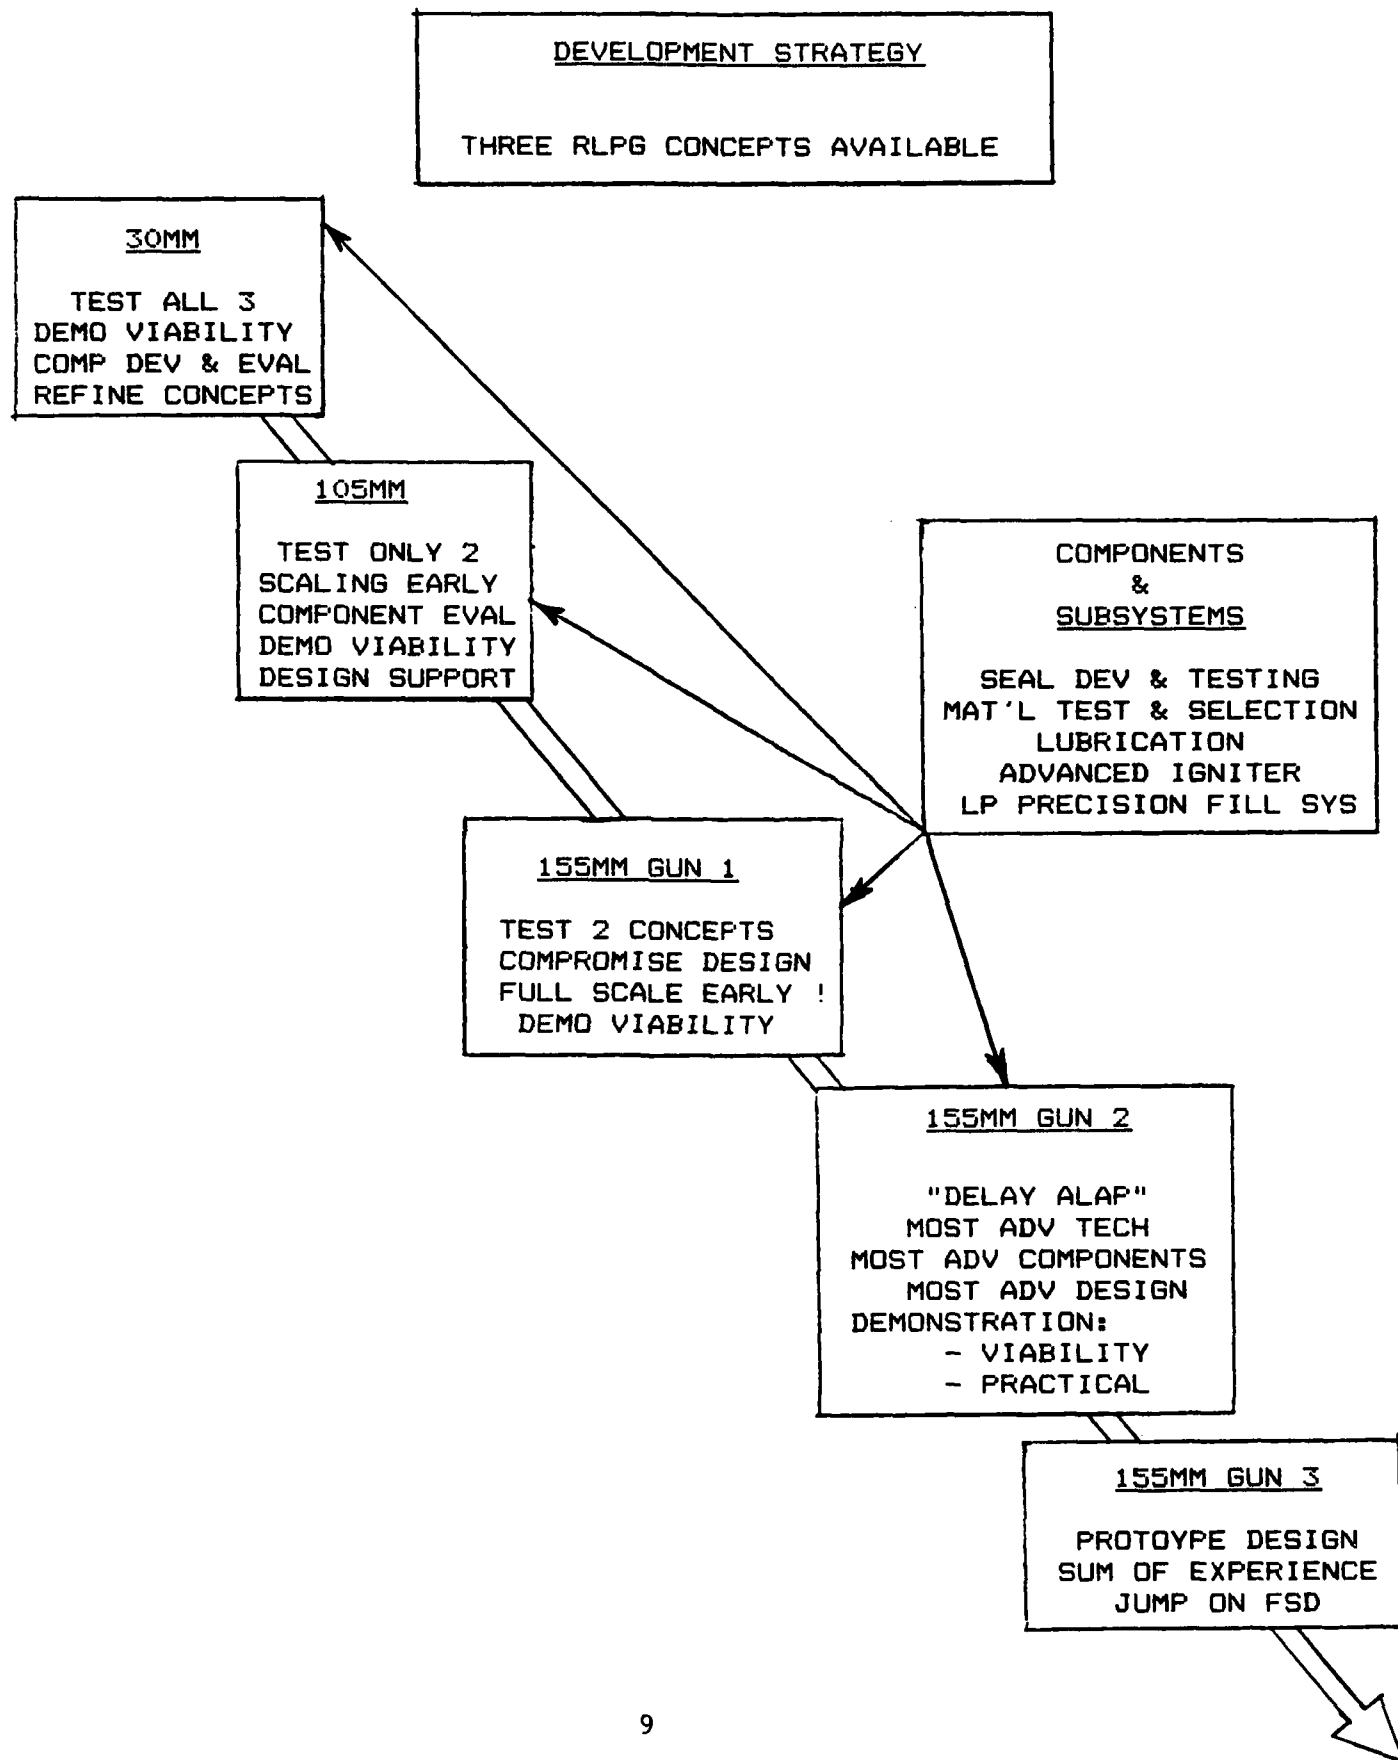 DEVELOPMENT STRATEGY
THREE RLPG CONCEPTS AVAILABLE
30MM
TEST ALL 3
DEMO VIABILITY
COMP DEV & EVAL
REFINE CONCEPTS
105MM
TEST ONLY 2
SCALING EARLY
COMPONENT EVAL
DEMO VIABILITY
DESIGN SUPPORT
COMPONENTS
&
SUBSYSTEMS
SEAL DEV & TESTING
MAT'L TEST & SELECTION
LUBRICATION
ADVANCED IGNITER
LP PRECISION FILL SYS
155MM GUN 1
TEST 2 CONCEPTS
COMPROMISE DESIGN
FULL SCALE EARLY !
DEMO VIABILITY
155MM GUN 2
"DELAY ALAP"
MOST ADV TECH
MOST ADV COMPONENTS
MOST ADV DESIGN
DEMONSTRATION:
- VIABILITY
- PRACTICAL
155MM GUN 3
PROTOYPE DESIGN
SUM OF EXPERIENCE
JUMP ON FSD
9